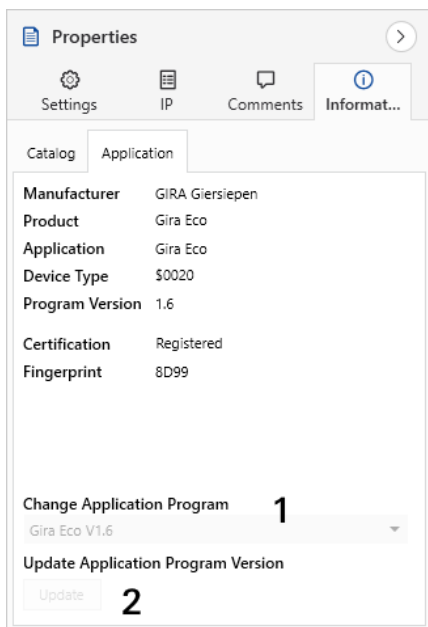 Properties
Settings IP Comments Informat...
Catalog Application
Manufacturer GIRA Giersiepen
Product Gira Eco
Application Gira Eco
Device Type $0020
Program Version 1.6
Certification Registered
Fingerprint 8D99
Change Application Program 1
Gira Eco V1.6
Update Application Program Version
Update 2